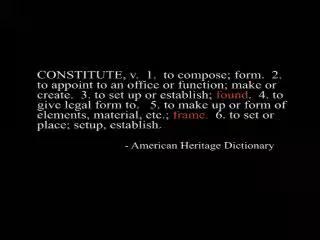 CONSTITUTE, v.  1.  to compose; form.  2.
to appoint to an office or function; make or
create.  3. to set up or establish; found.  4. to
give legal form to.  5. to make up or form of
elements, material, etc.; frame.  6. to set or
place; setup, establish.
- American Heritage Dictionary